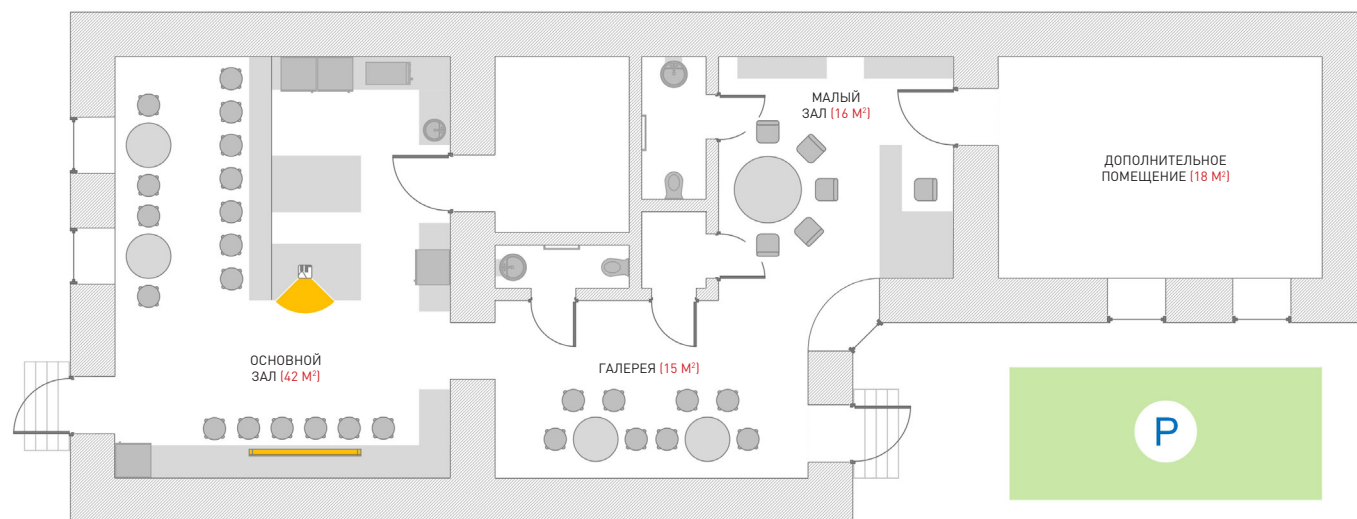 МАЛЫЙ
ЗАЛ (16 М²)
ДОПОЛНИТЕЛЬНОЕ
ПОМЕЩЕНИЕ (18 М²)
ОСНОВНОЙ
ЗАЛ (42 М²)
ГАЛЕРЕЯ (15 М²)
P